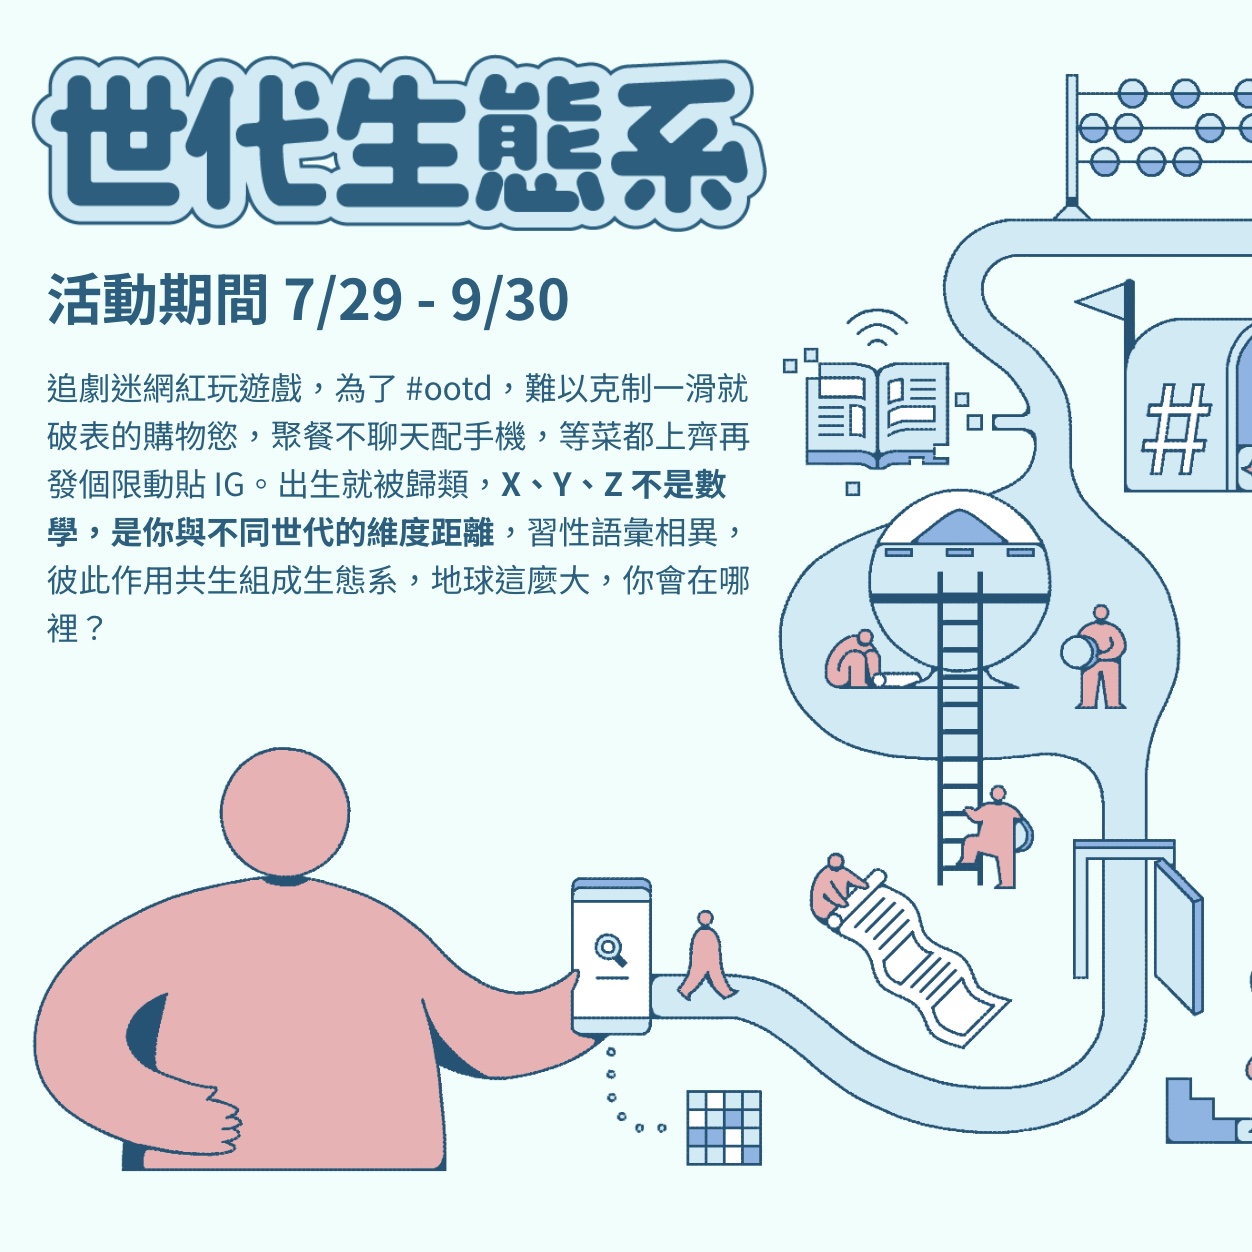 世代生態系
活動期間 7/29 - 9/30
追劇迷網紅玩遊戲，為了 #ootd，難以克制一滑就
破表的購物慾，聚餐不聊天配手機，等菜都上齊再
發個限動貼 IG。出生就被歸類，X、Y、Z 不是數
學，是你與不同世代的維度距離，習性語彙相異，
彼此作用共生組成生態系，地球這麼大，你會在哪
裡？
#